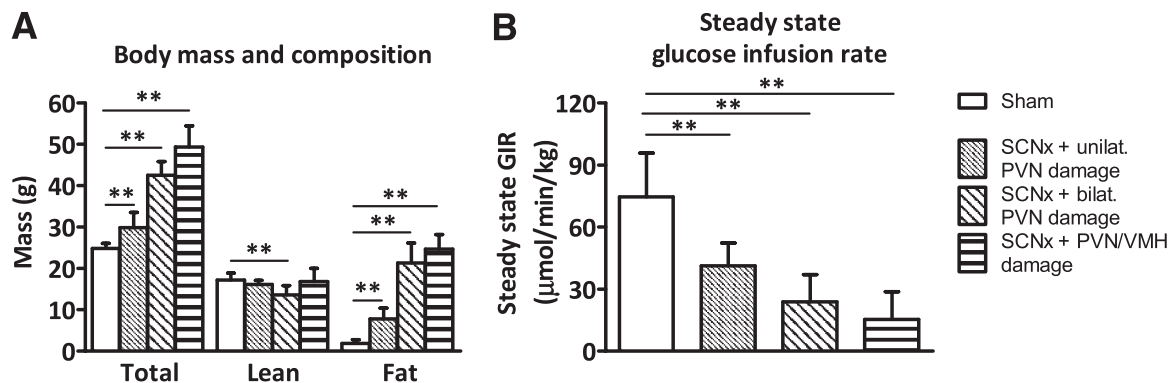 A
Body mass and composition
Mass (g)
60
50
40
30
20
10
0
**
**
**
**
**
**
**
Total
Lean
Fat
B
Steady state
glucose infusion rate
Steady state GIR
(μmol/min/kg)
120
90
60
30
0
**
**
**
Sham
SCNx + unilat.
PVN damage
SCNx + bilat.
PVN damage
SCNx + PVN/VMH
damage